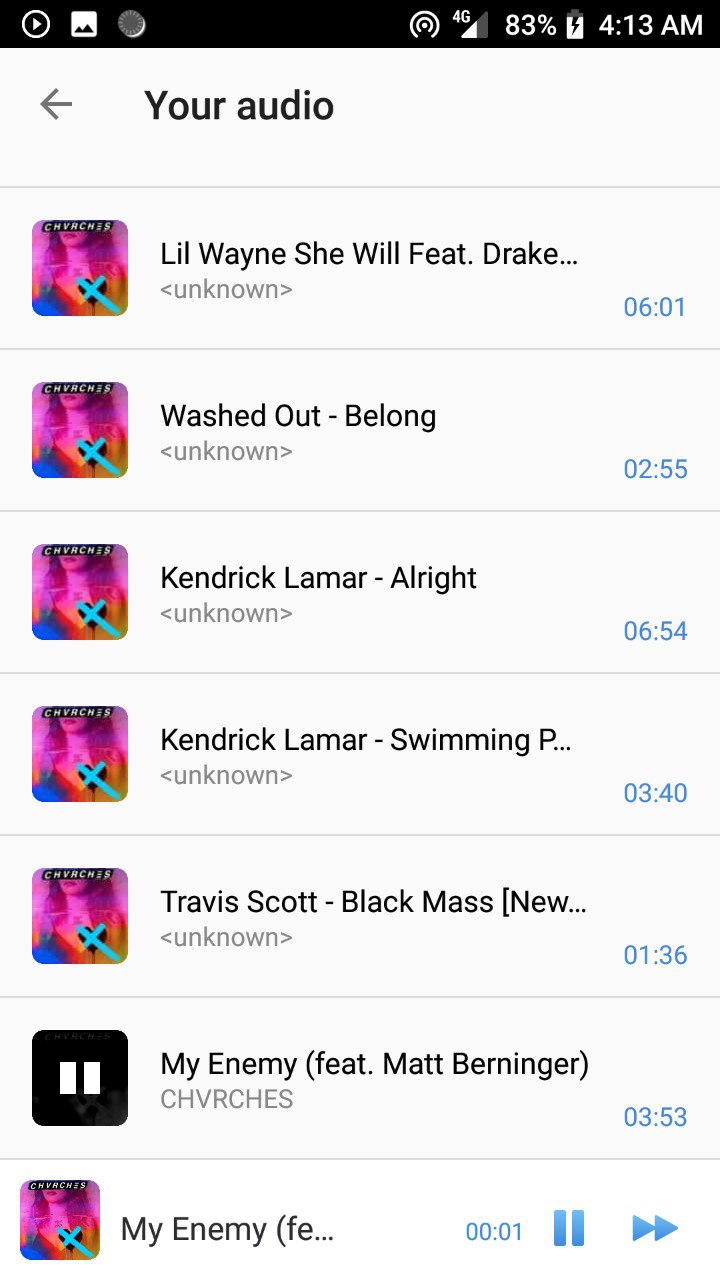 4G 83% 4:13 AM
Your audio
CHVRCHES
Lil Wayne She Will Feat. Drake...
<unknown>
06:01
CHVRCHES
Washed Out - Belong
<unknown>
02:55
CHVRCHES
Kendrick Lamar - Alright
<unknown>
06:54
CHVRCHES
Kendrick Lamar - Swimming P...
<unknown>
03:40
CHVRCHES
Travis Scott - Black Mass [New...
<unknown>
01:36
CHVRCHES
My Enemy (feat. Matt Berninger)
CHVRCHES
03:53
CHVRCHES
My Enemy (fe... 00:01